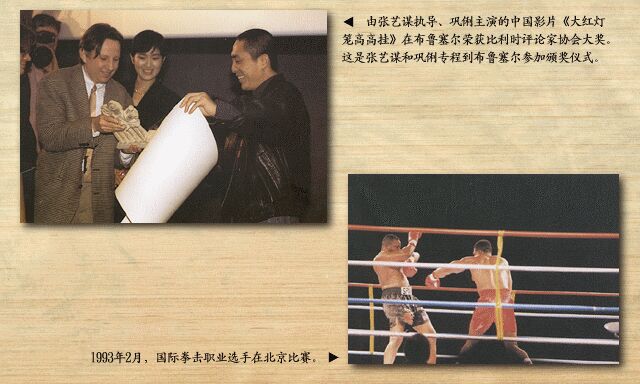 ◀ 由张艺谋执导、巩俐主演的中国影片《大红灯
笼高高挂》在布鲁塞尔荣获比利时评论家协会大奖。
这是张艺谋和巩俐专程到布鲁塞尔参加颁奖仪式。
1993年2月，国际拳击职业选手在北京比赛。 ▶